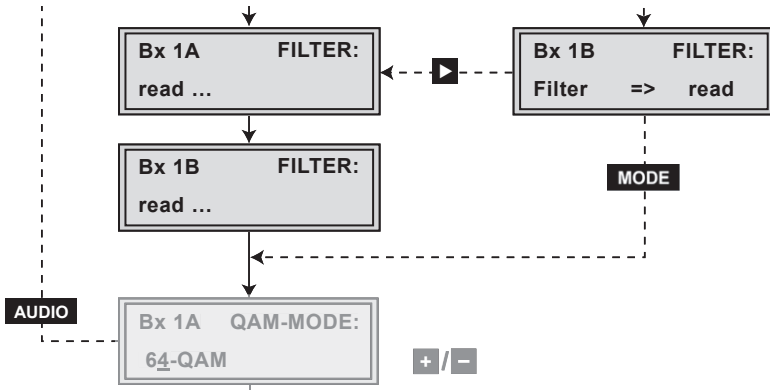 Bx 1A FILTER:
read ...
Bx 1B FILTER:
Filter => read
Bx 1B FILTER:
read ...
MODE
AUDIO
Bx 1A QAM-MODE:
64-QAM
+/−